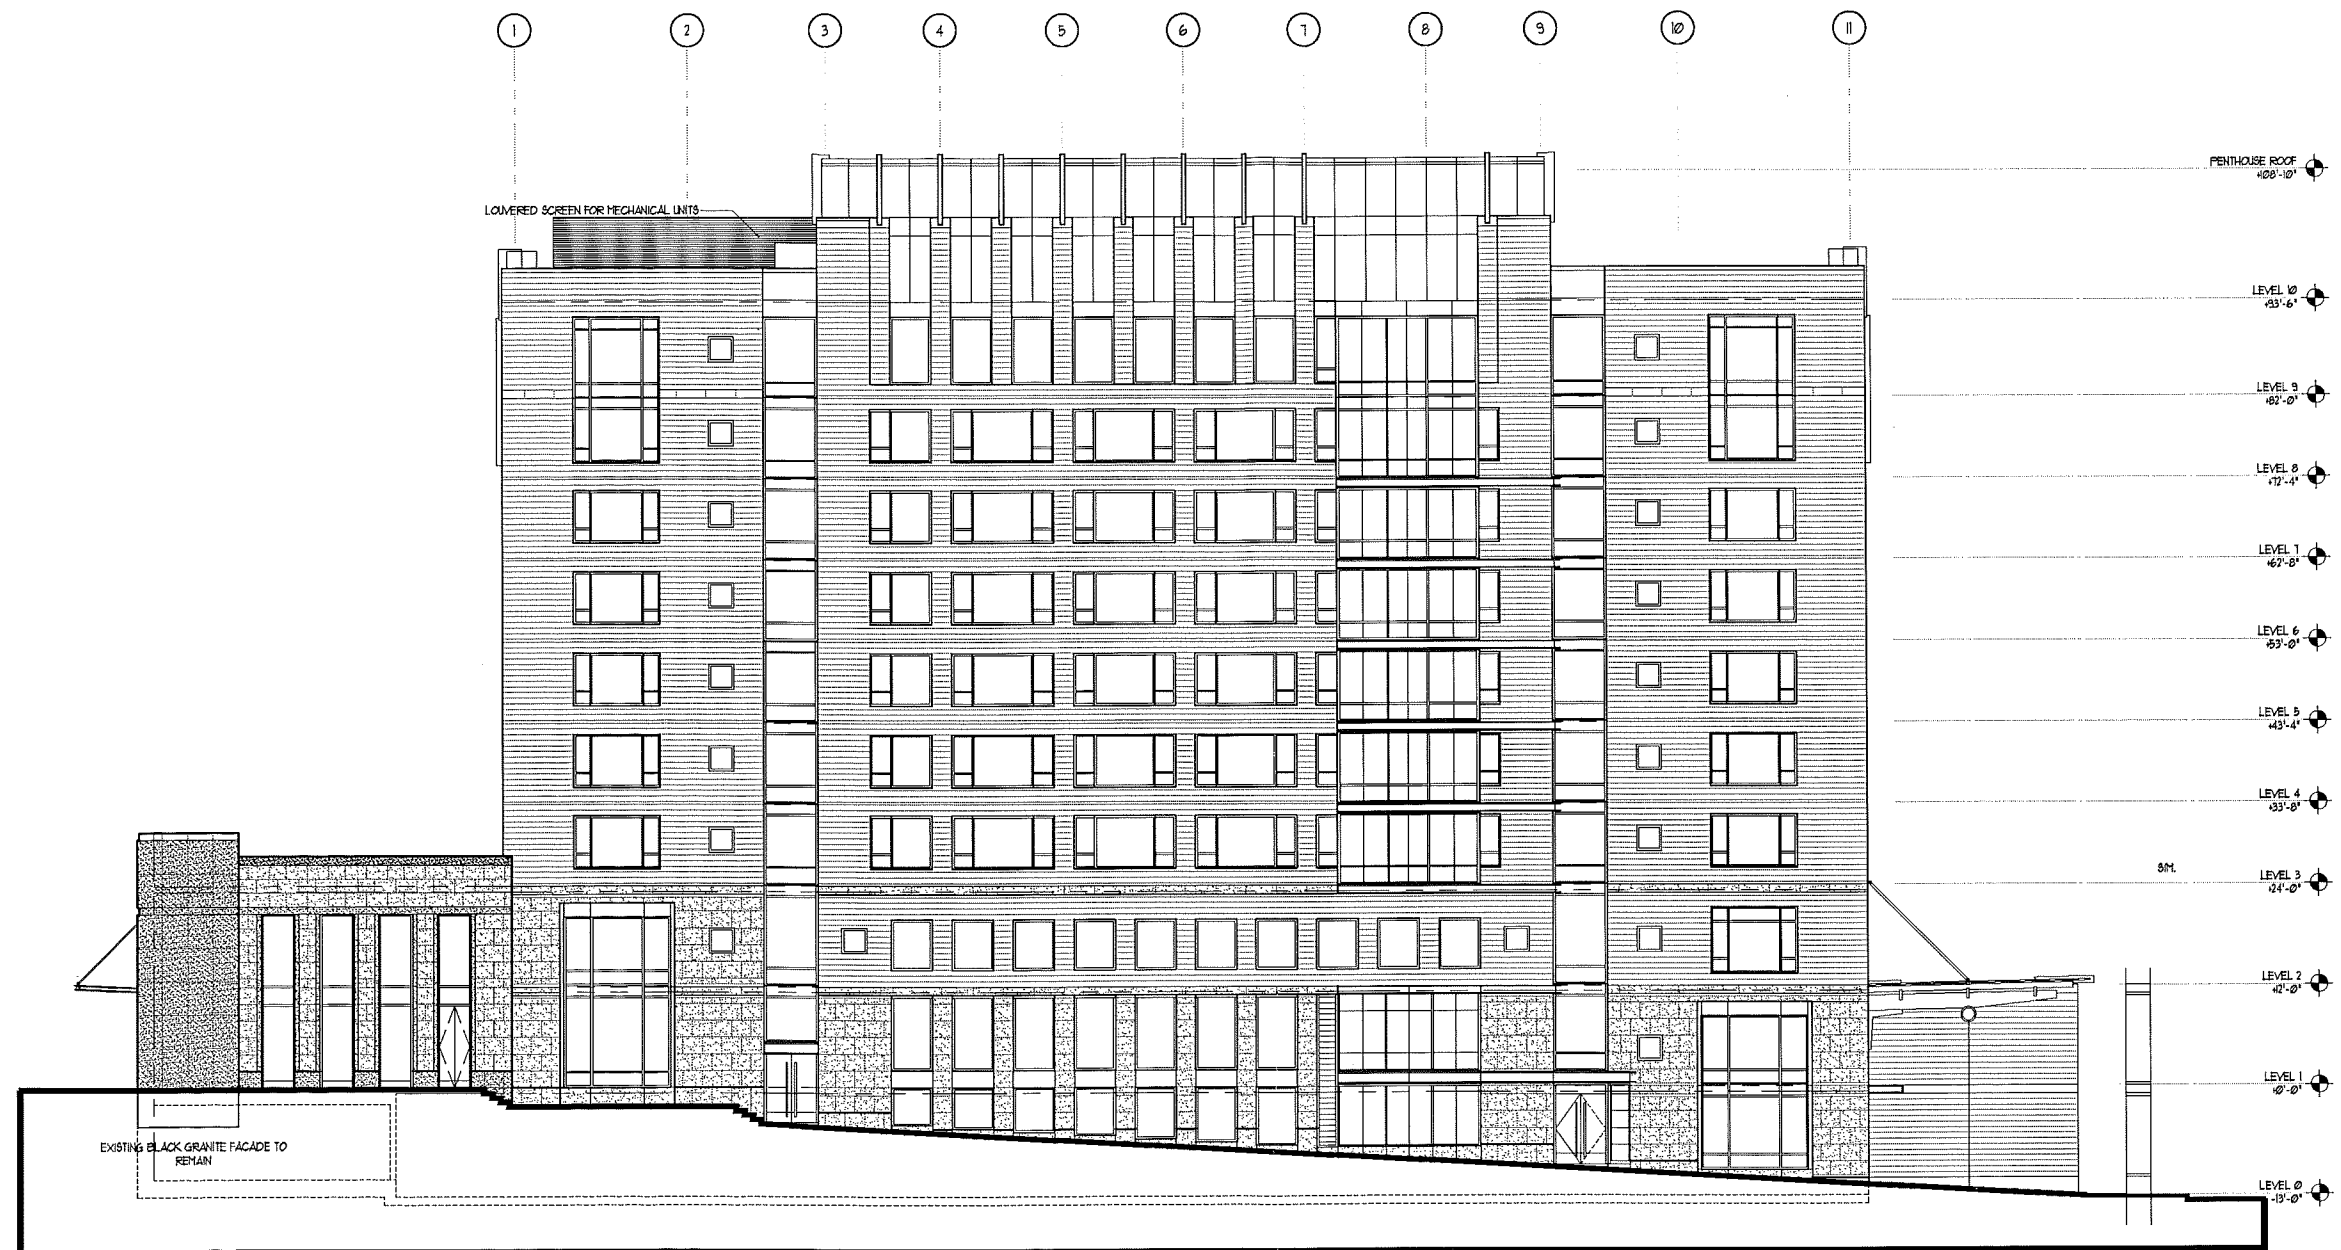 1 2 3 4 5 6 7 8 9 10 11
PENTHOUSE ROOF
+108'-10"
LOUVERED SCREEN FOR MECHANICAL UNITS
LEVEL 10
+93'-6"
LEVEL 9
+82'-0"
LEVEL 8
+72'-4"
LEVEL 7
+62'-8"
LEVEL 6
+53'-0"
LEVEL 5
+43'-4"
LEVEL 4
+33'-8"
SIM.
LEVEL 3
+24'-0"
LEVEL 2
+12'-0"
LEVEL 1
+0'-0"
EXISTING BLACK GRANITE FACADE TO
REMAIN
LEVEL 0
-13'-0"